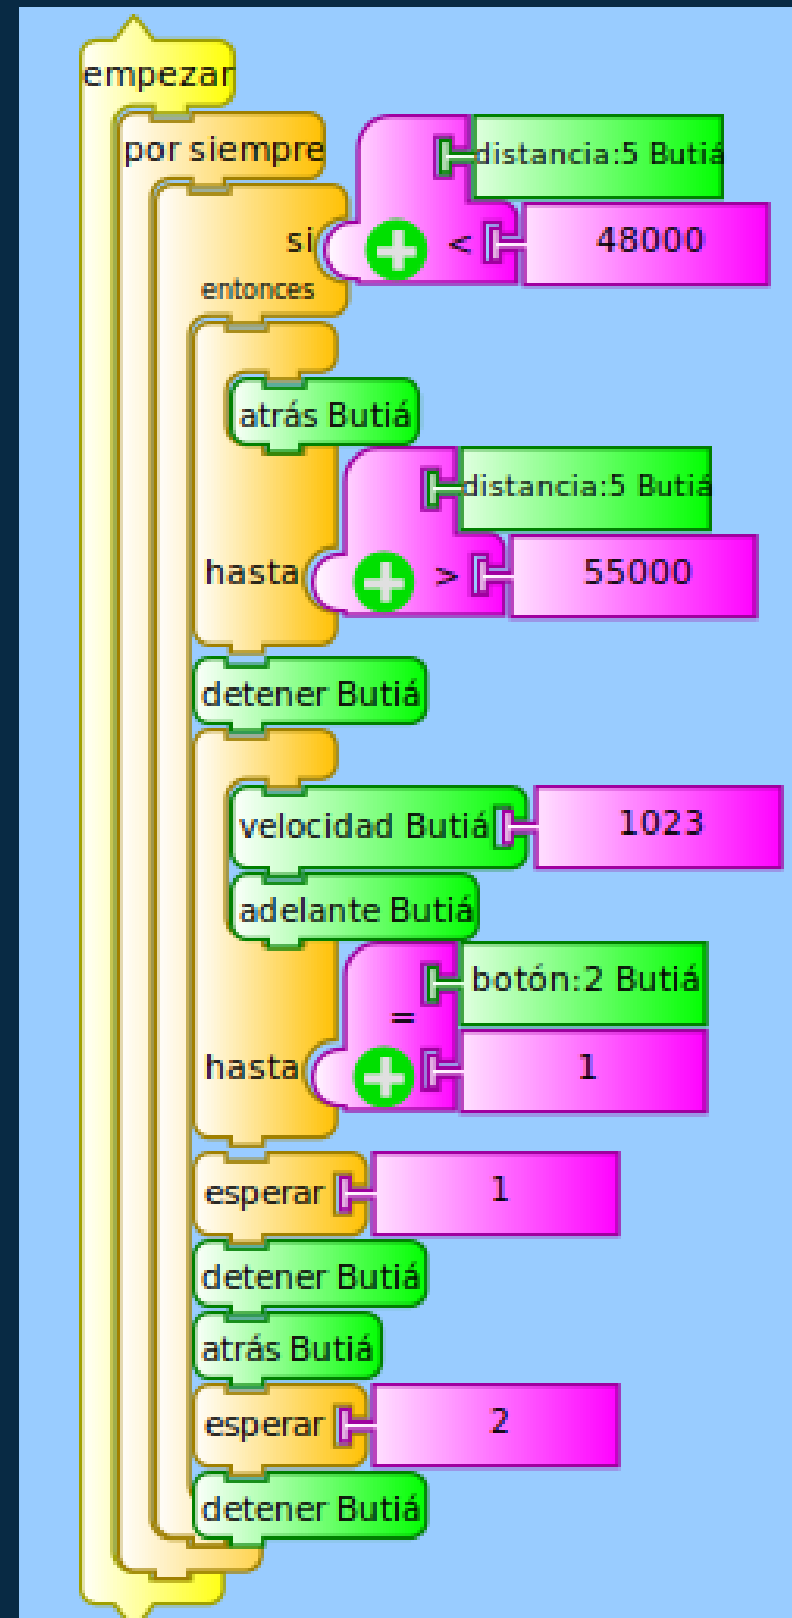 empezar
por siempre
distancia:5 Butiá
si
<
48000
entonces
atrás Butiá
distancia:5 Butiá
hasta
>
55000
detener Butiá
velocidad Butiá
1023
adelante Butiá
botón:2 Butiá
=
hasta
1
esperar
1
detener Butiá
atrás Butiá
esperar
2
detener Butiá